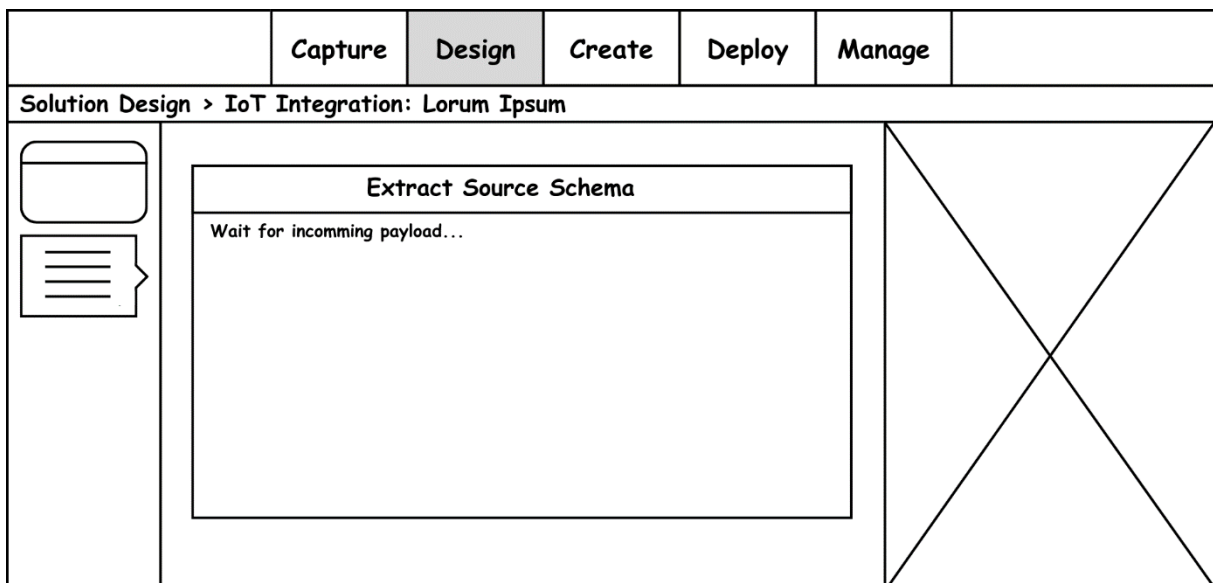 Capture Design Create Deploy Manage
Solution Design > IoT Integration: Lorum Ipsum
Extract Source Schema
Wait for incomming payload...